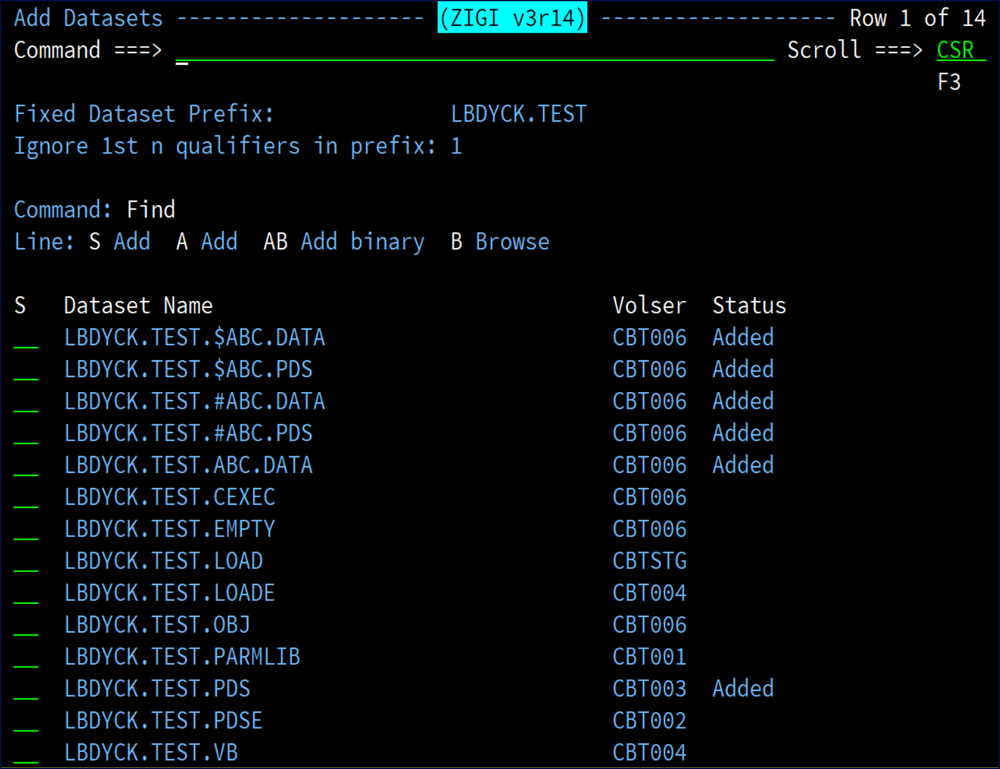 Add Datasets -------------------- (ZIGI v3r14) ------------------- Row 1 of 14
Command ===> Scroll ===> CSR
F3
Fixed Dataset Prefix: LBDYCK.TEST
Ignore 1st n qualifiers in prefix: 1
Command: Find
Line: S Add A Add AB Add binary B Browse
S Dataset Name Volser Status
LBDYCK.TEST.$ABC.DATA CBT006 Added
LBDYCK.TEST.$ABC.PDS CBT006 Added
LBDYCK.TEST.#ABC.DATA CBT006 Added
LBDYCK.TEST.#ABC.PDS CBT006 Added
LBDYCK.TEST.ABC.DATA CBT006 Added
LBDYCK.TEST.CEXEC CBT006
LBDYCK.TEST.EMPTY CBT006
LBDYCK.TEST.LOAD CBTSTG
LBDYCK.TEST.LOADE CBT004
LBDYCK.TEST.OBJ CBT006
LBDYCK.TEST.PARMLIB CBT001
LBDYCK.TEST.PDS CBT003 Added
LBDYCK.TEST.PDSE CBT002
LBDYCK.TEST.VB CBT004